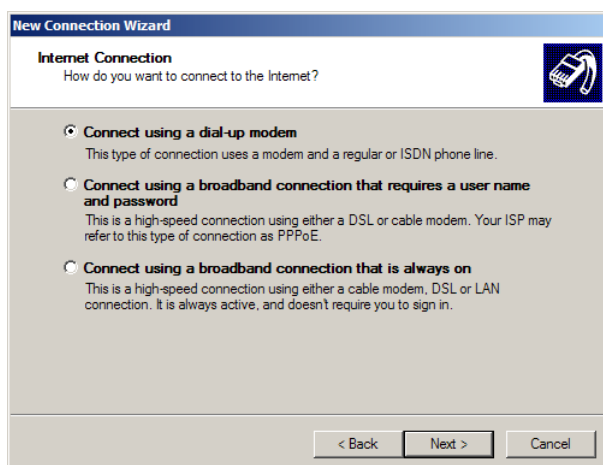 New Connection Wizard
Internet Connection
How do you want to connect to the Internet?
Connect using a dial-up modem
This type of connection uses a modem and a regular or ISDN phone line.
Connect using a broadband connection that requires a user name
and password
This is a high-speed connection using either a DSL or cable modem. Your ISP may
refer to this type of connection as PPPoE.
Connect using a broadband connection that is always on
This is a high-speed connection using either a cable modem, DSL or LAN
connection. It is always active, and doesn't require you to sign in.
< Back Next > Cancel